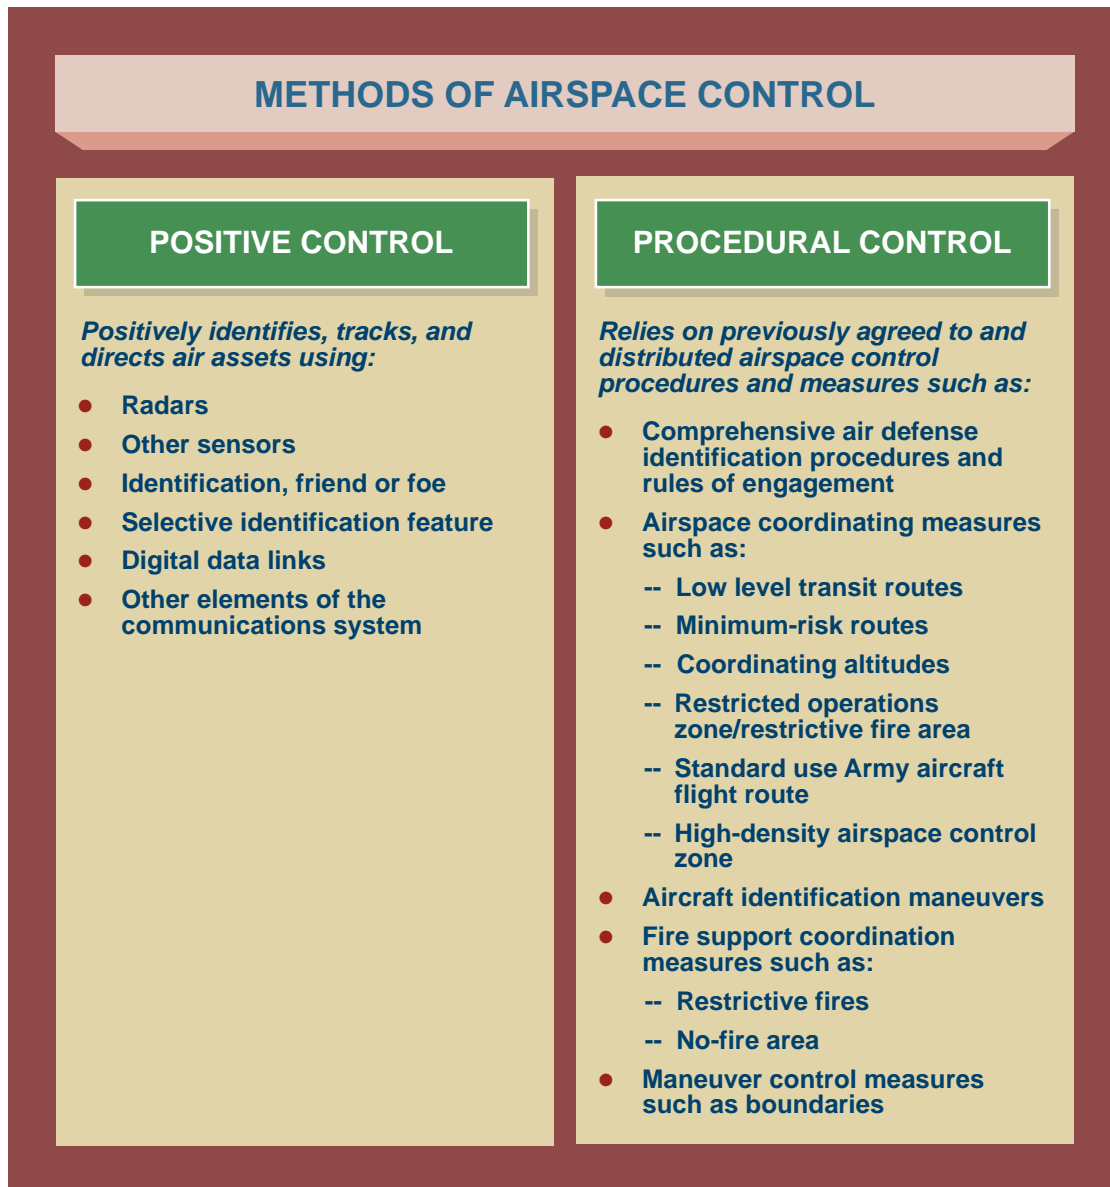 METHODS OF AIRSPACE CONTROL
POSITIVE CONTROL
Positively identifies, tracks, and
directs air assets using:
● Radars
● Other sensors
● Identification, friend or foe
● Selective identification feature
● Digital data links
● Other elements of the
communications system
PROCEDURAL CONTROL
Relies on previously agreed to and
distributed airspace control
procedures and measures such as:
● Comprehensive air defense
identification procedures and
rules of engagement
● Airspace coordinating measures
such as:
-- Low level transit routes
-- Minimum-risk routes
-- Coordinating altitudes
-- Restricted operations
zone/restrictive fire area
-- Standard use Army aircraft
flight route
-- High-density airspace control
zone
● Aircraft identification maneuvers
● Fire support coordination
measures such as:
-- Restrictive fires
-- No-fire area
● Maneuver control measures
such as boundaries